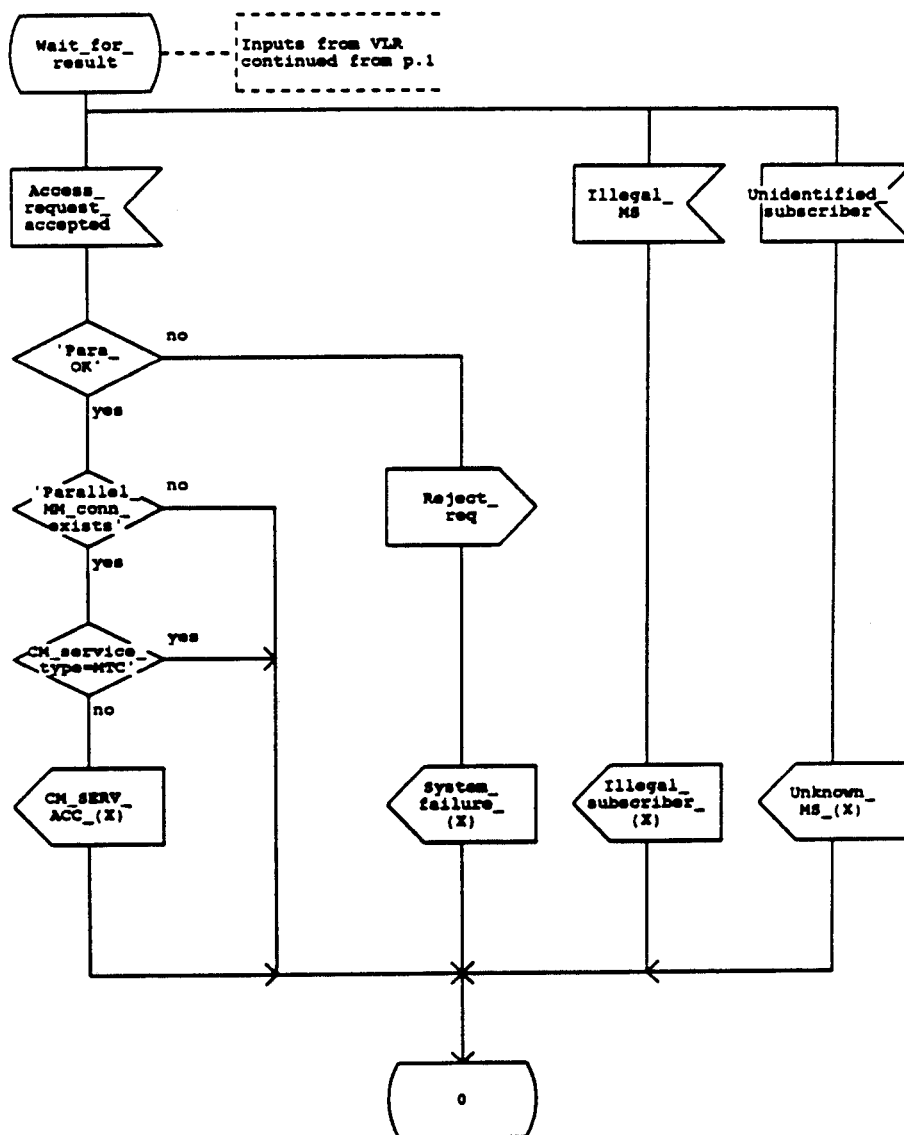 Wait_for_
result
Inputs from VLR
continued from p.1
Access_
request_
accepted
Illegal_
MS
Unidentified_
subscriber
'Para_
OK'
no
yes
'Parallel_
MM_conn_
exists'
no
yes
Reject_
req
CM_service_
type=MTC'
yes
no
CM_SERV_
ACC_(X)
System_
failure_
(X)
Illegal_
subscriber_
(X)
Unknown_
MS_(X)
0